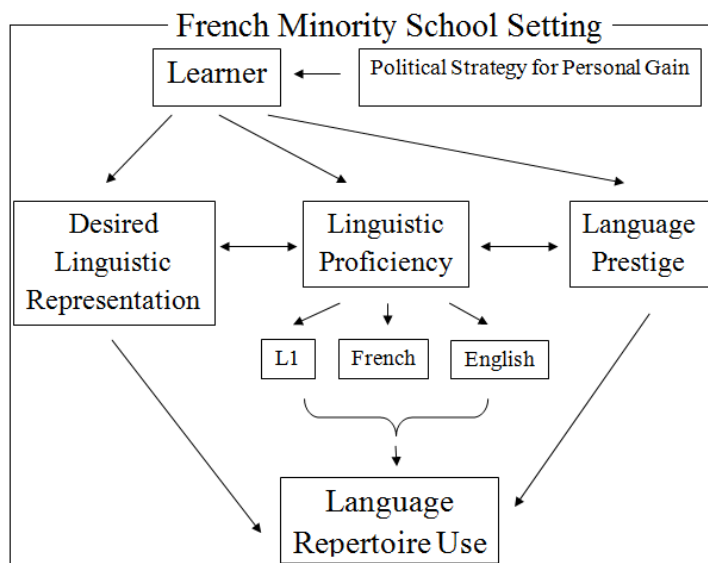 French Minority School Setting
Learner
Political Strategy for Personal Gain
Desired
Linguistic
Representation
Linguistic
Proficiency
Language
Prestige
L1
French
English
Language
Repertoire Use